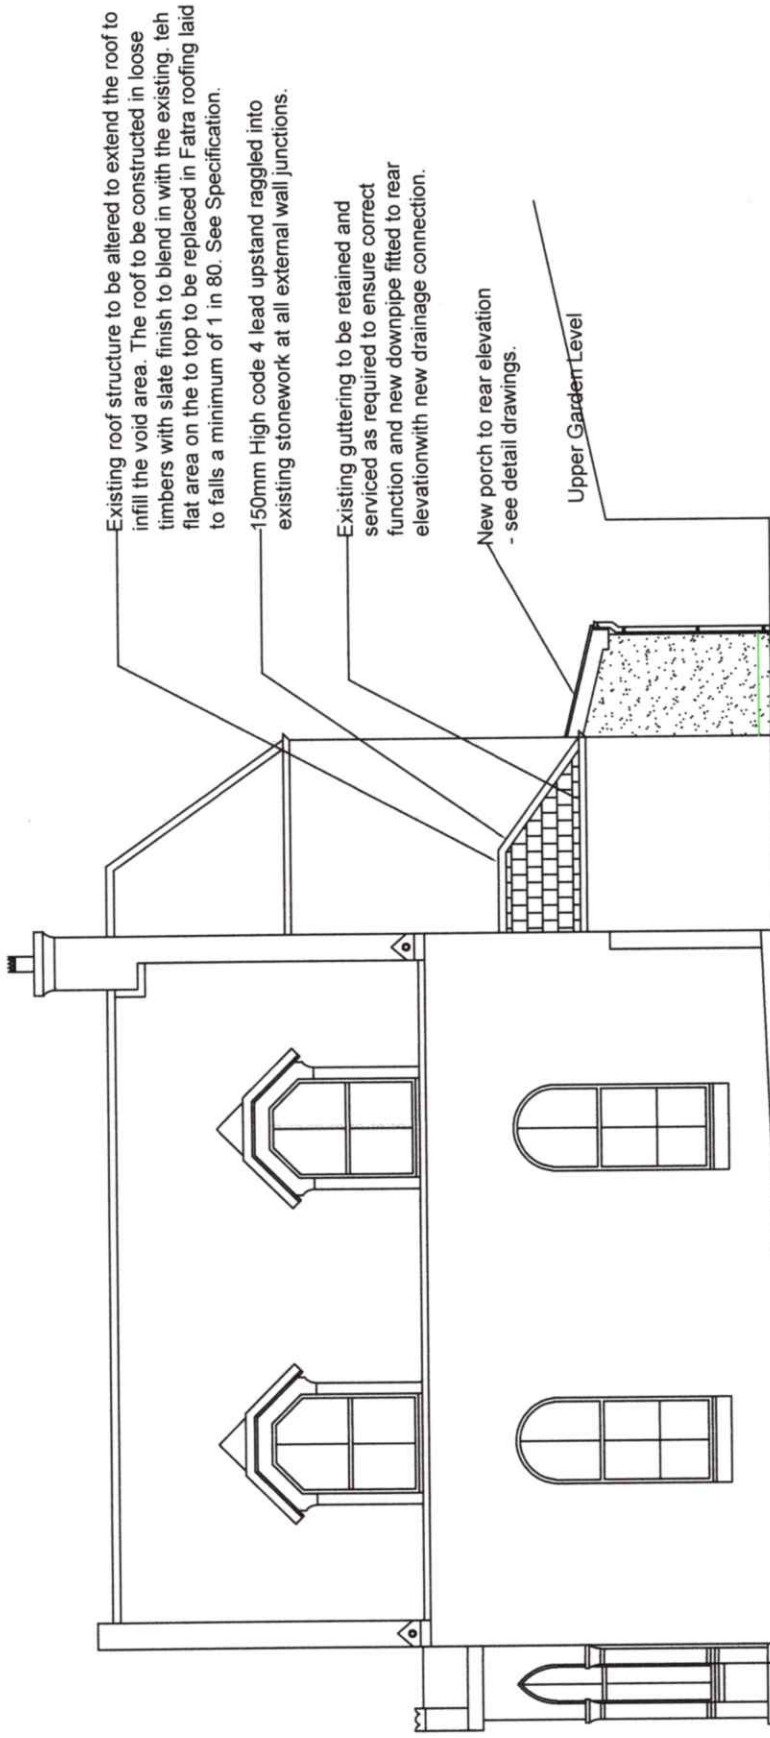 Existing roof structure to be altered to extend the roof to
infill the void area. The roof to be constructed in loose
timbers with slate finish to blend in with the existing. teh
flat area on the to top to be replaced in Fatra roofing laid
to falls a minimum of 1 in 80. See Specification.
150mm High code 4 lead upstand raggled into
existing stonework at all external wall junctions.
Existing guttering to be retained and
serviced as required to ensure correct
function and new downpipe fitted to rear
elevationwith new drainage connection.
New porch to rear elevation
- see detail drawings.
Upper Garden Level